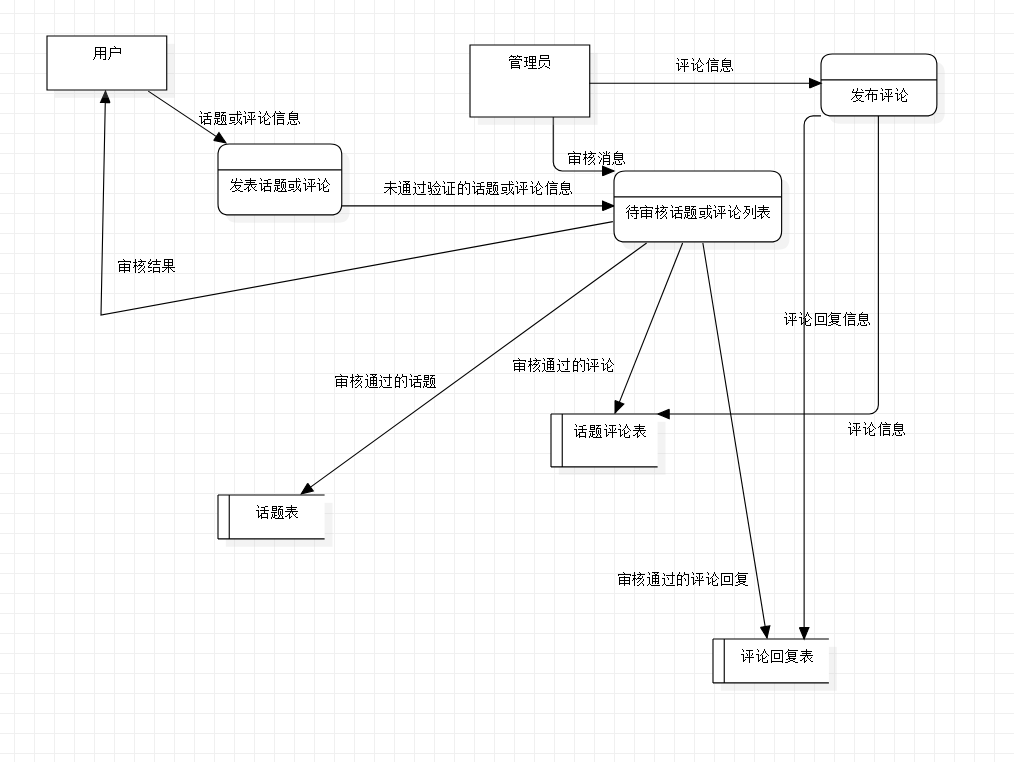 用户
管理员
评论信息
发布评论
话题或评论信息
审核消息
发表话题或评论
未通过验证的话题或评论信息
待审核话题或评论列表
审核结果
评论回复信息
审核通过的评论
审核通过的话题
话题评论表
评论信息
话题表
审核通过的评论回复
评论回复表